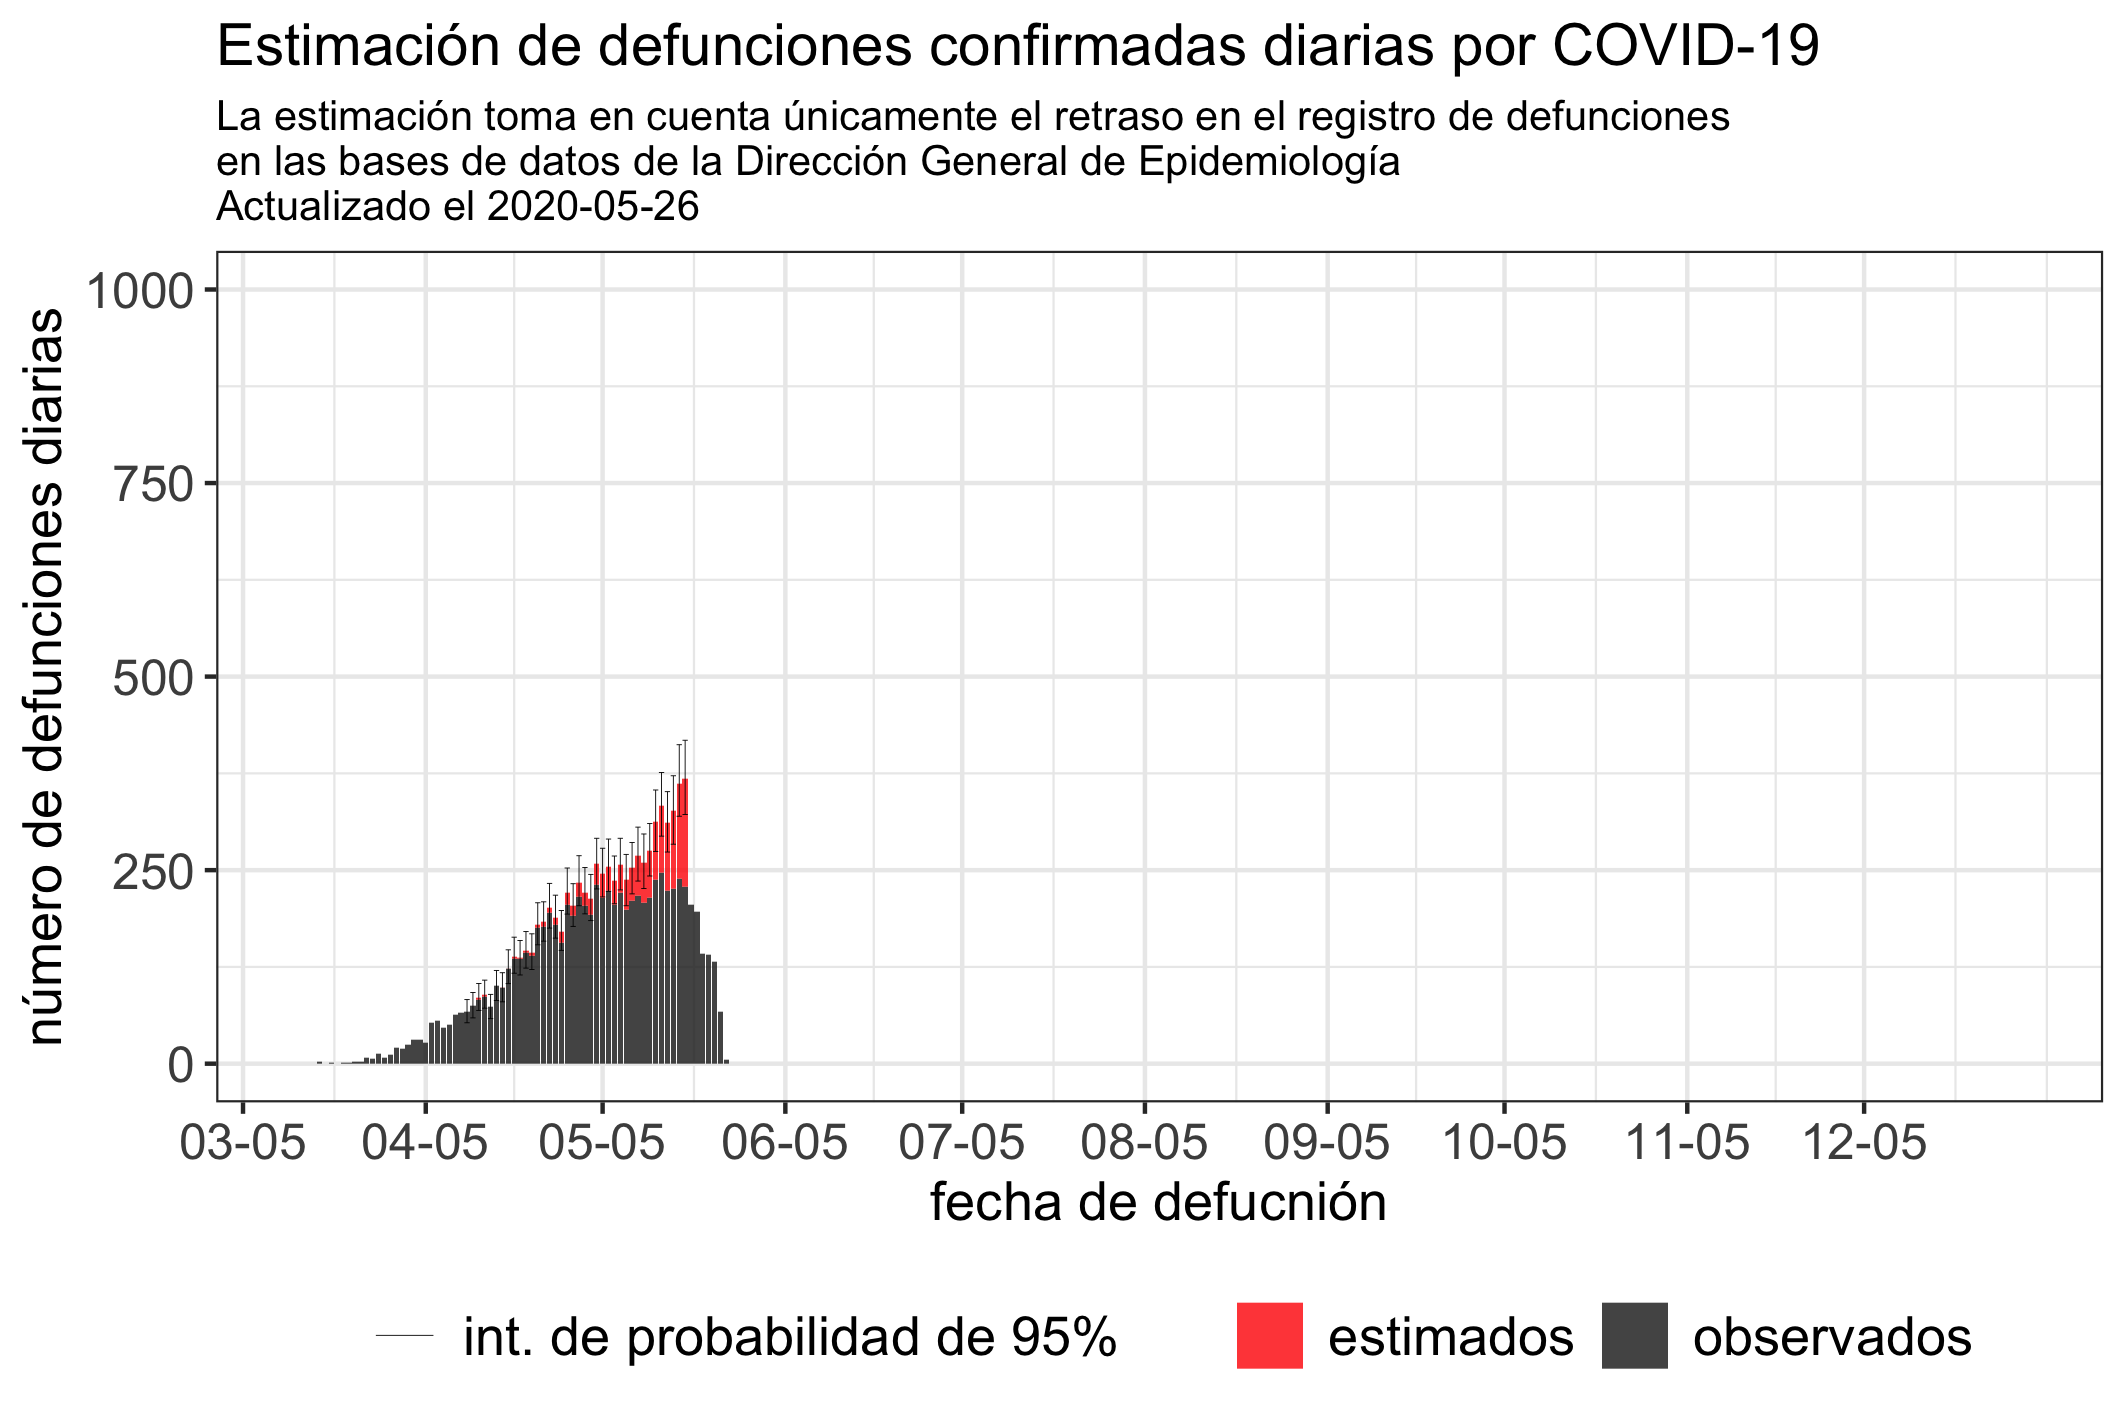 Estimación de defunciones confirmadas diarias por COVID-19
La estimación toma en cuenta únicamente el retraso en el registro de defunciones
en las bases de datos de la Dirección General de Epidemiología
Actualizado el 2020-05-26
número de defunciones diarias
1000
750
500
250
0
03-05 04-05 05-05 06-05 07-05 08-05 09-05 10-05 11-05 12-05
fecha de defucnión
int. de probabilidad de 95% estimados observados